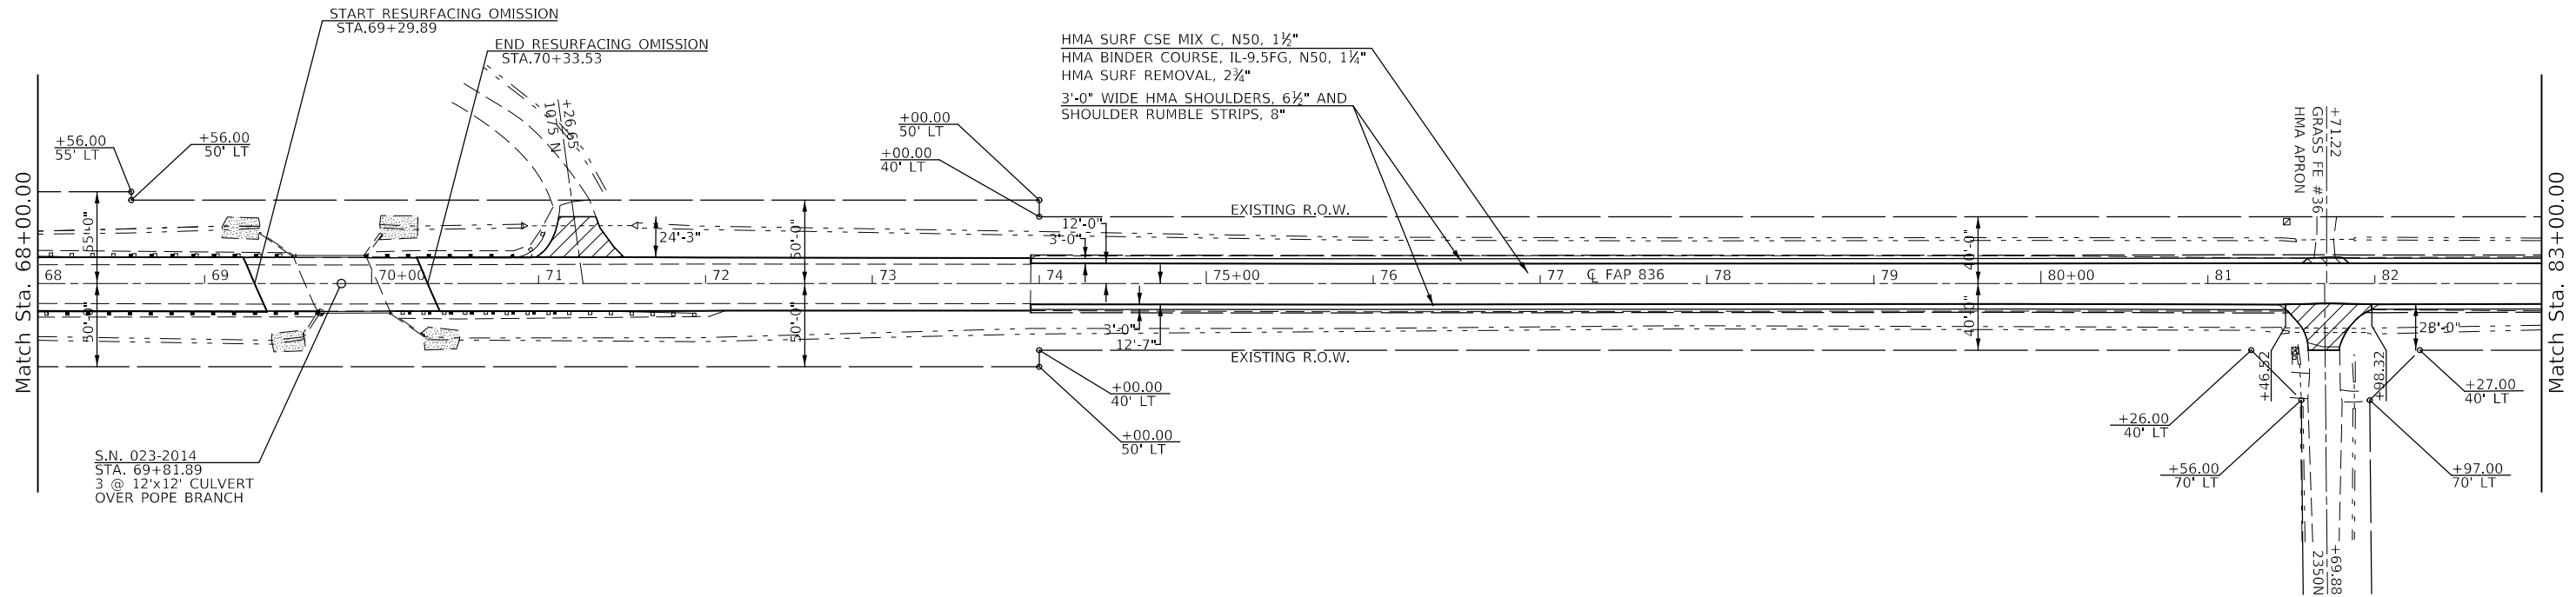 START RESURFACING OMISSION
STA.69+29.89
END RESURFACING OMISSION
STA.70+33.53
HMA SURF CSE MIX C, N50, 1½"
HMA BINDER COURSE, IL-9.5FG, N50, 1¼"
HMA SURF REMOVAL, 2¾"
3'-0" WIDE HMA SHOULDERS, 6½" AND
SHOULDER RUMBLE STRIPS, 8"
+56.00
55' LT
+56.00
50' LT
+26.65
1075 N
+00.00
50' LT
+00.00
40' LT
+71.22
GRASS FE #36
HMA APRON
Match Sta. 68+00.00
Match Sta. 83+00.00
EXISTING R.O.W.
55'-0"
24'-3"
50'-0"
12'-0"
3'-0"
40'-0"
68
69
70+00
71
72
73
74
75+00
76
77
℄ FAP 836
78
79
80+00
81
82
50'-0"
50'-0"
3'-0"
12'-7"
40'-0"
28'-0"
EXISTING R.O.W.
+00.00
40' LT
+00.00
50' LT
+46.52
+98.32
+27.00
40' LT
+26.00
40' LT
+56.00
70' LT
+97.00
70' LT
S.N. 023-2014
STA. 69+81.89
3 @ 12'x12' CULVERT
OVER POPE BRANCH
+69.88
2350N